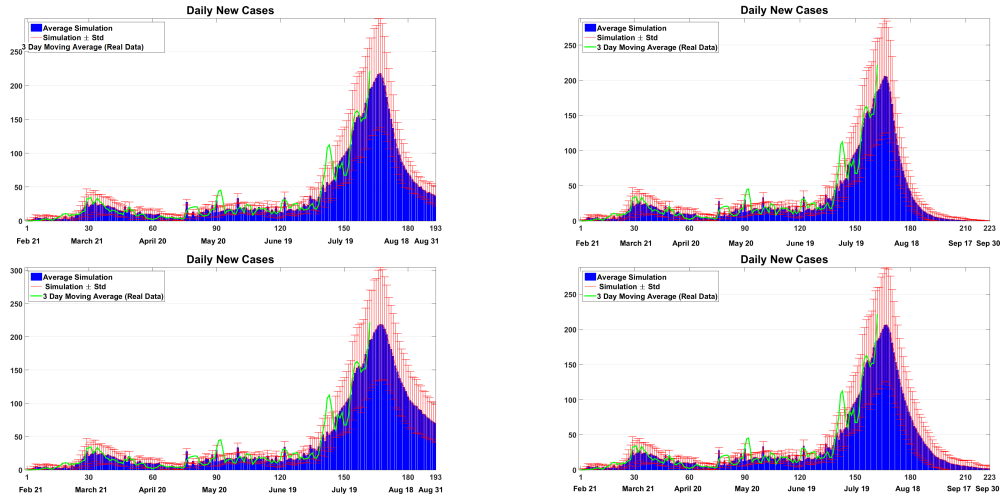 Daily New Cases
Average Simulation
Simulation ± Std
3 Day Moving Average (Real Data)
250
200
150
100
50
0
1 30 60 90 120 150 180 193
Feb 21 March 21 April 20 May 20 June 19 July 19 Aug 18 Aug 31
Daily New Cases
Average Simulation
Simulation ± Std
3 Day Moving Average (Real Data)
250
200
150
100
50
0
1 30 60 90 120 150 180 210 223
Feb 21 March 21 April 20 May 20 June 19 July 19 Aug 18 Sep 17 Sep 30
Daily New Cases
Average Simulation
Simulation ± Std
3 Day Moving Average (Real Data)
300
250
200
150
100
50
0
1 30 60 90 120 150 180 193
Feb 21 March 21 April 20 May 20 June 19 July 19 Aug 18 Aug 31
Daily New Cases
Average Simulation
Simulation ± Std
3 Day Moving Average (Real Data)
250
200
150
100
50
0
1 30 60 90 120 150 180 210 223
Feb 21 March 21 April 20 May 20 June 19 July 19 Aug 18 Sep 17 Sep 30